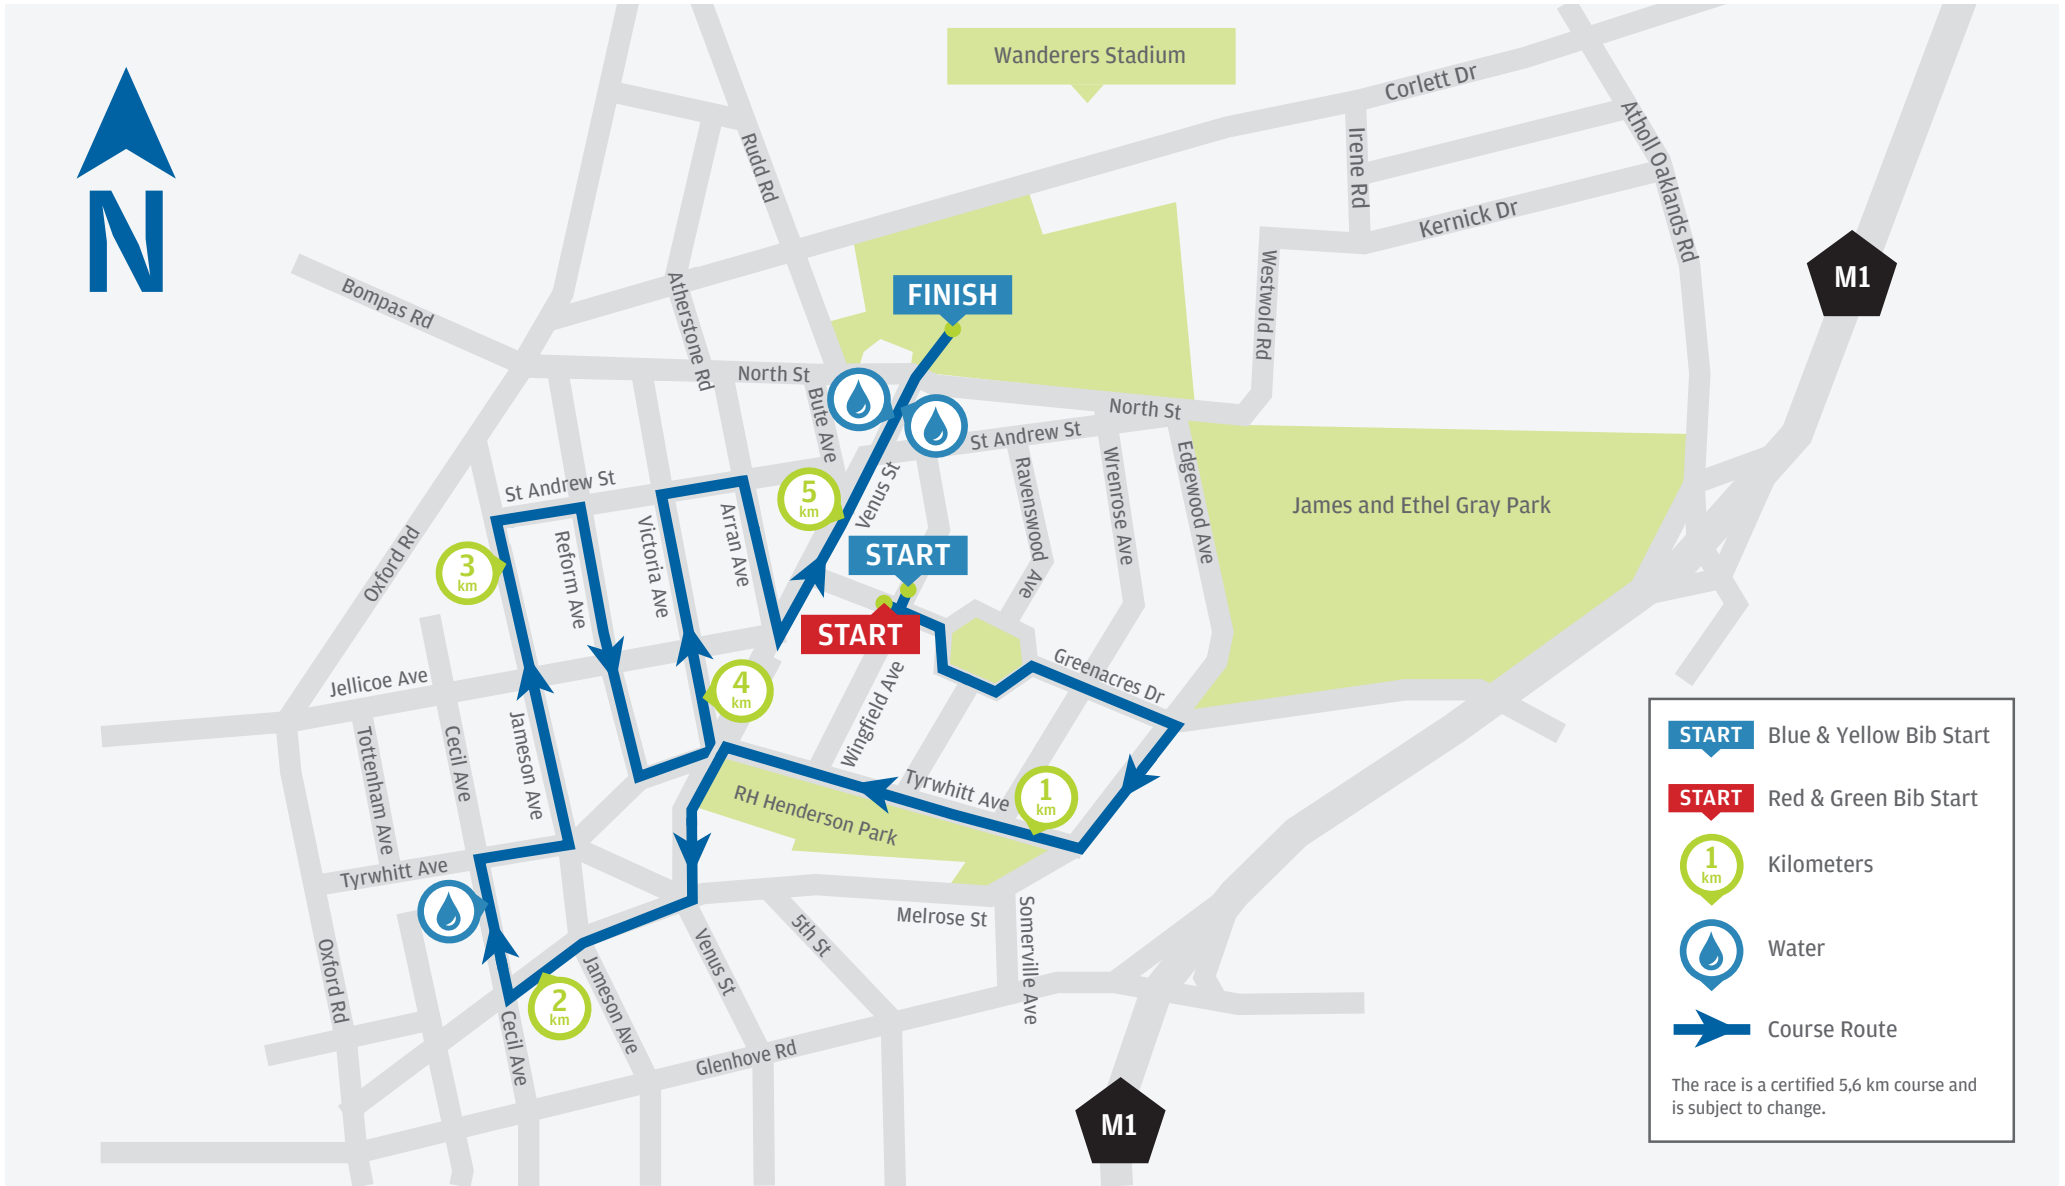 Wanderers Stadium
Corlett Dr
Atholl Oaklands Rd
Irene Rd
Rudd Rd
N
Kernick Dr
M1
Bompas Rd
Atherstone Rd
FINISH
Westwold Rd
North St
Bute Ave
North St
St Andrew St
St Andrew St
Ravenswood Ave
Wrenrose Ave
Edgewood Ave
James and Ethel Gray Park
5
km
Venus St
Oxford Rd
3
km
Reform Ave
Victoria Ave
Arran Ave
START
START
Greenacres Dr
Jellicoe Ave
4
km
Wingfield Ave
Tottenham Ave
Cecil Ave
Jameson Ave
RH Henderson Park
Tyrwhitt Ave
1
km
Tyrwhitt Ave
Melrose St
Somerville Ave
5th St
Venus St
Jameson Ave
Oxford Rd
2
km
Cecil Ave
Glenhove Rd
M1
START
Blue & Yellow Bib Start
START
Red & Green Bib Start
1
km
Kilometers
Water
Course Route
The race is a certified 5,6 km course and
is subject to change.